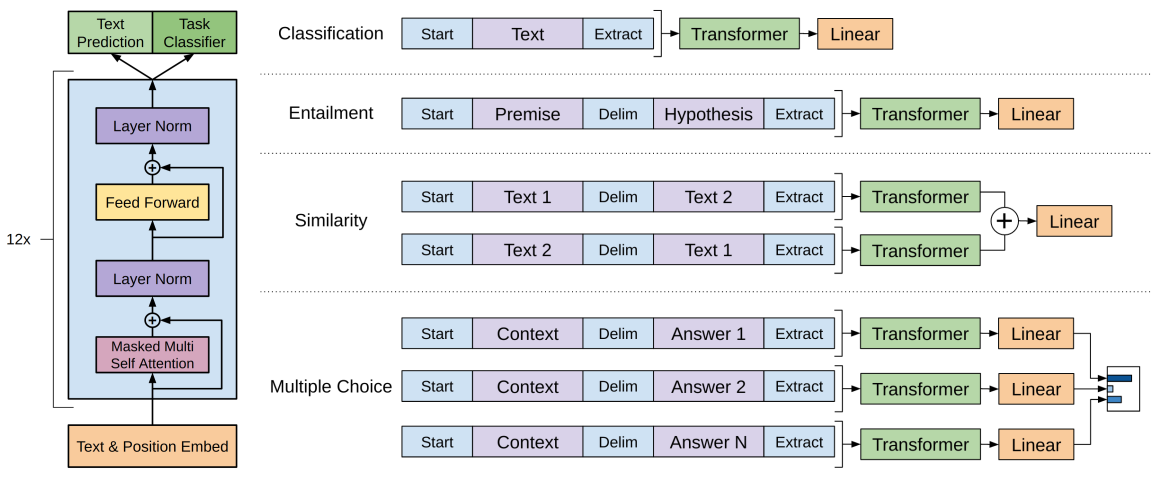 Text
Prediction
Task
Classifier
12x
Layer Norm
+
Feed Forward
Layer Norm
+
Masked Multi
Self Attention
Text & Position Embed
Classification
Start Text Extract Transformer Linear
Entailment
Start Premise Delim Hypothesis Extract Transformer Linear
Similarity
Start Text 1 Delim Text 2 Extract Transformer
Start Text 2 Delim Text 1 Extract Transformer
+ Linear
Multiple Choice
Start Context Delim Answer 1 Extract Transformer Linear
Start Context Delim Answer 2 Extract Transformer Linear
Start Context Delim Answer N Extract Transformer Linear